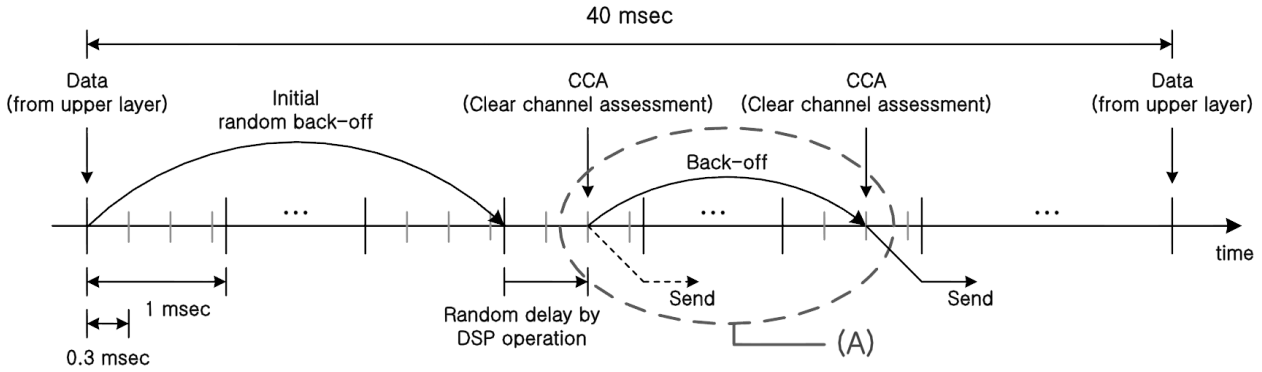 40 msec
Data
(from upper layer)
Initial
random back-off
CCA
(Clear channel assessment)
CCA
(Clear channel assessment)
Data
(from upper layer)
Back-off
...
...
...
time
1 msec
0.3 msec
Random delay by
DSP operation
Send
Send
(A)